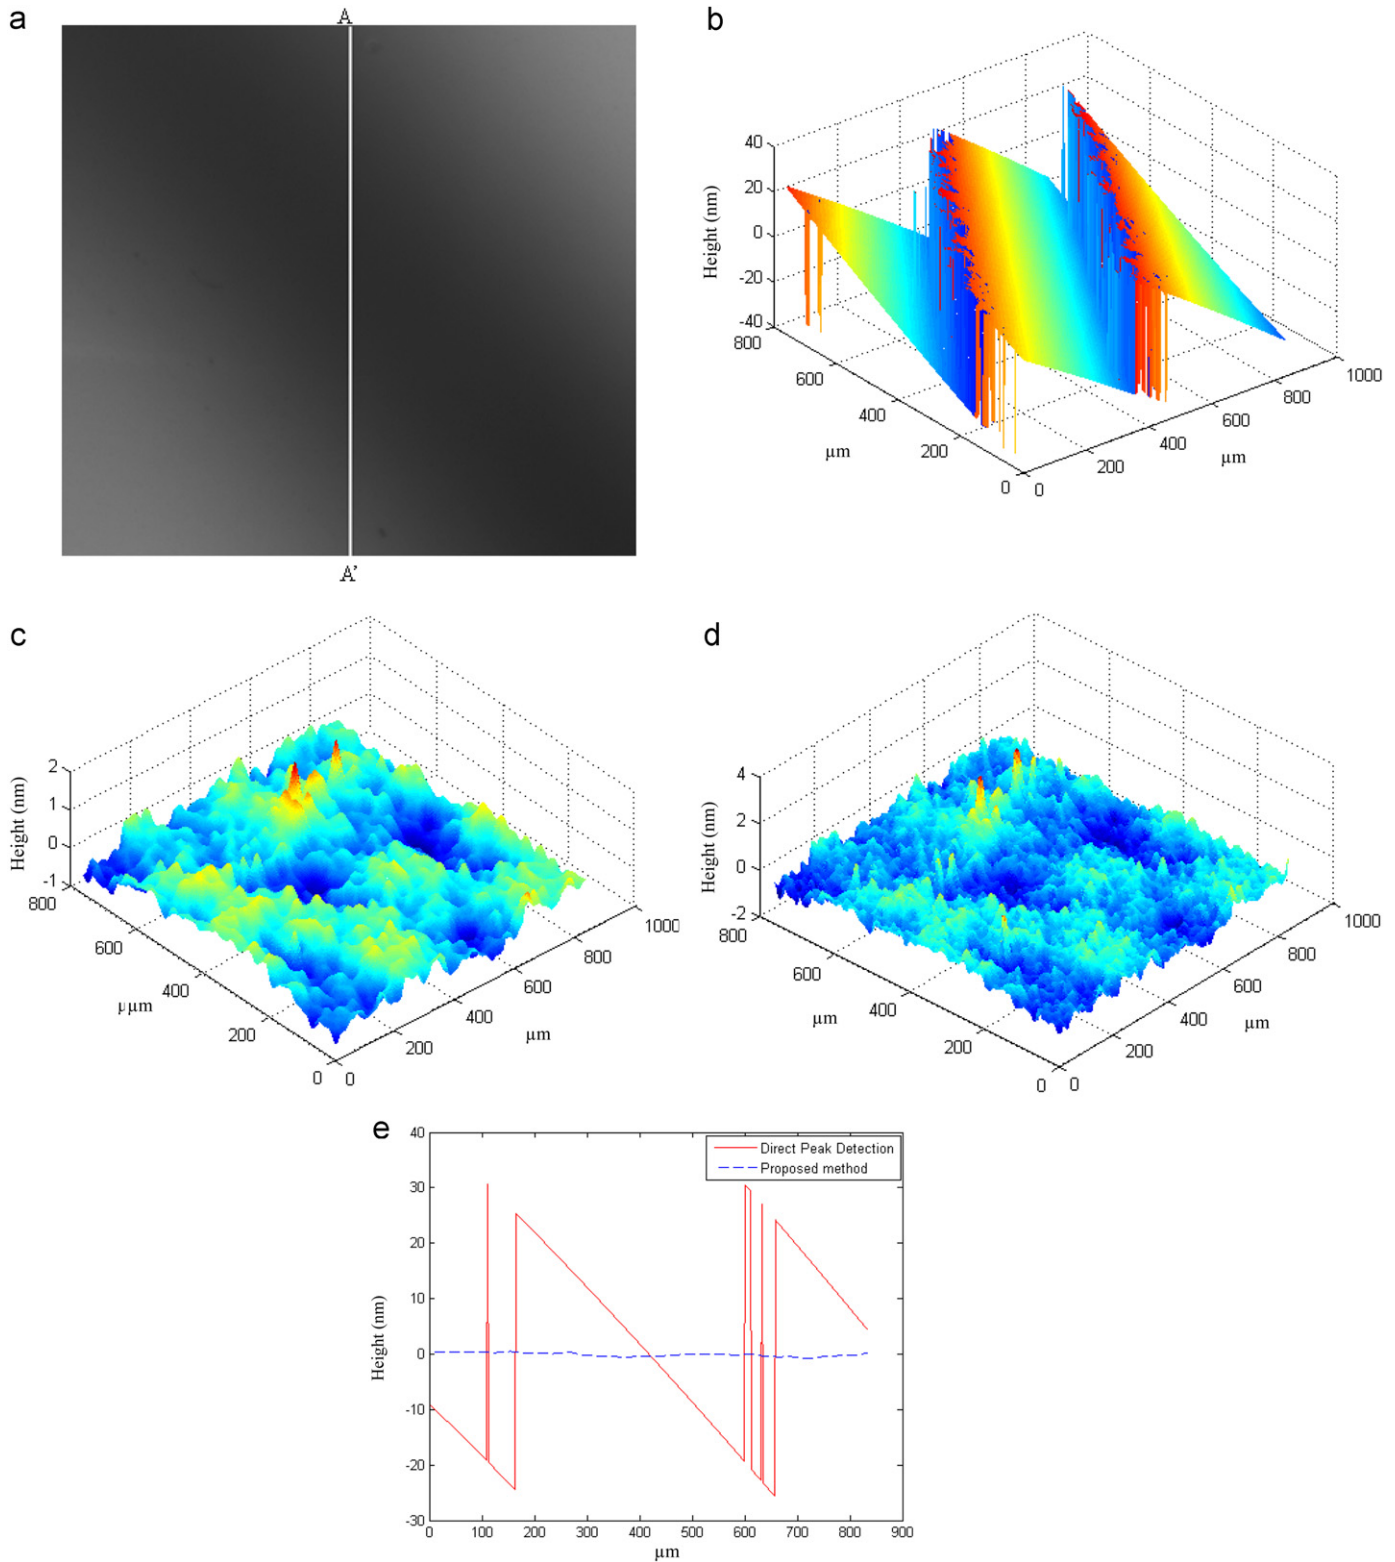 a
A
A'
b
Height (nm)
40
20
0
-20
-40
800
600
400
200
0
0
200
400
600
800
1000
µm
µm
c
Height (nm)
2
1
0
-1
800
600
400
200
0
0
200
400
600
800
1000
µµm
µm
d
Height (nm)
4
2
0
-2
800
600
400
200
0
0
200
400
600
800
1000
µm
µm
e
Direct Peak Detection
Proposed method
Height (nm)
40
30
20
10
0
-10
-20
-30
0 100 200 300 400 500 600 700 800 900
µm